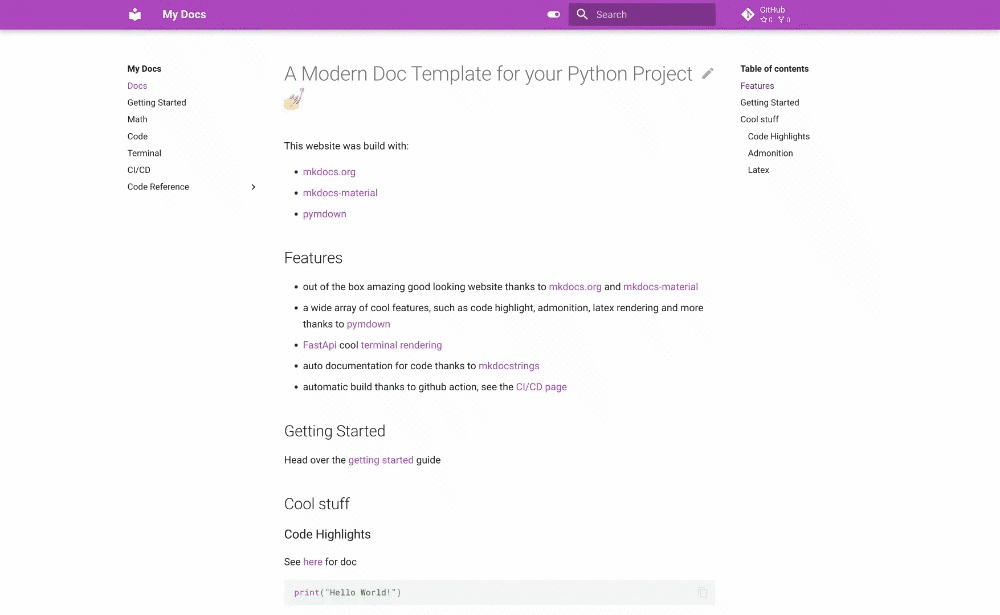 My Docs
Search
GitHub
0 0
My Docs
Docs
Getting Started
Math
Code
Terminal
CI/CD
Code Reference
A Modern Doc Template for your Python Project
This website was build with:
mkdocs.org
mkdocs-material
pymdown
Features
out of the box amazing good looking website thanks to mkdocs.org and mkdocs-material
a wide array of cool features, such as code highlight, admonition, latex rendering and more
thanks to pymdown
FastApi cool terminal rendering
auto documentation for code thanks to mkdocstrings
automatic build thanks to github action, see the CI/CD page
Getting Started
Head over the getting started guide
Cool stuff
Code Highlights
See here for doc
print("Hello World!")
Table of contents
Features
Getting Started
Cool stuff
Code Highlights
Admonition
Latex